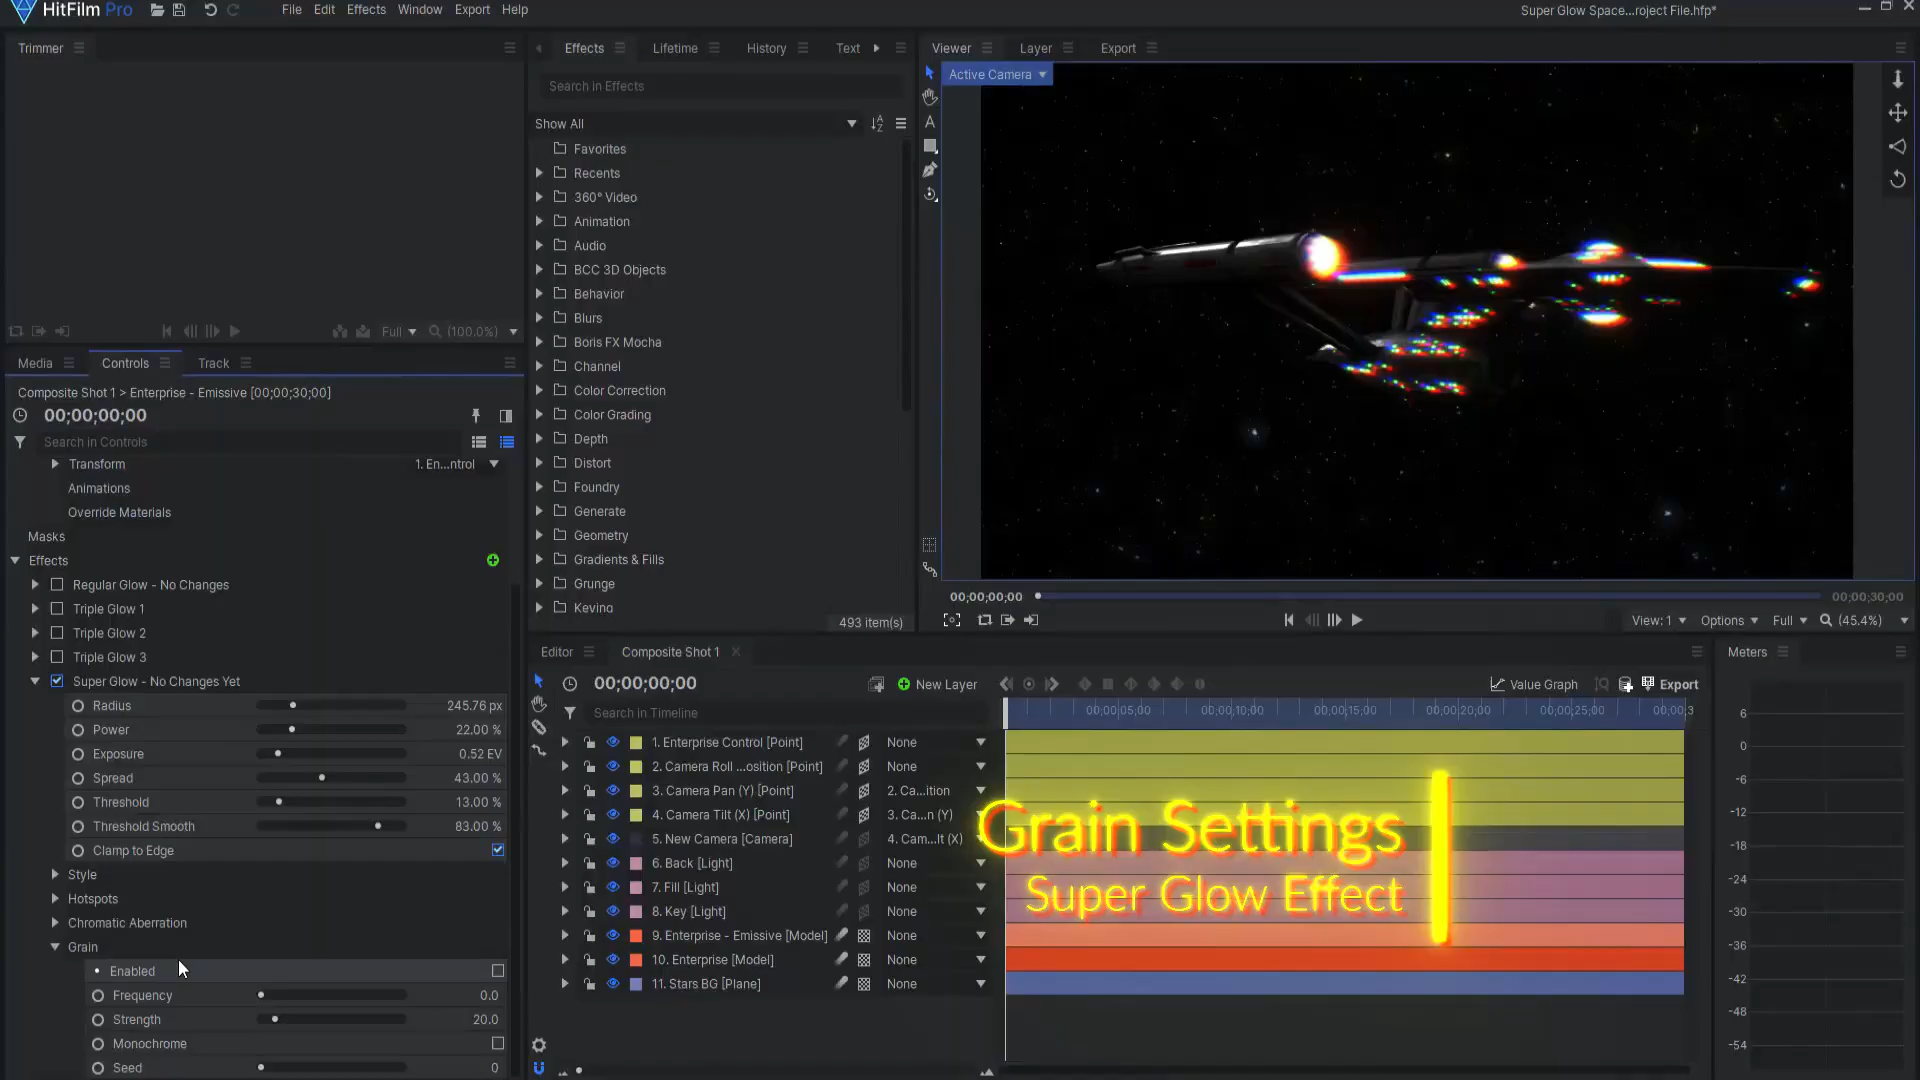 HitFilm Pro
File Edit Effects Window Export Help
Super Glow Space...roject File.hfp*
Trimmer
Full (100.0%)
Media Controls Track
Composite Shot 1 > Enterprise - Emissive [00;00;30;00]
00;00;00;00
Search in Controls
Transform 1. En...ntrol
Animations
Override Materials
Masks
Effects
Regular Glow - No Changes
Triple Glow 1
Triple Glow 2
Triple Glow 3
Super Glow - No Changes Yet
Radius 245.76 px
Power 22.00 %
Exposure 0.52 EV
Spread 43.00 %
Threshold 13.00 %
Threshold Smooth 83.00 %
Clamp to Edge
Style
Hotspots
Chromatic Aberration
Grain
Enabled
Frequency 0.0
Strength 20.0
Monochrome
Seed 0
Effects Lifetime History Text
Search in Effects
Show All
Favorites
Recents
360° Video
Animation
Audio
BCC 3D Objects
Behavior
Blurs
Boris FX Mocha
Channel
Color Correction
Color Grading
Depth
Distort
Foundry
Generate
Geometry
Gradients & Fills
Grunge
Keying
493 item(s)
Viewer Layer Export
Active Camera
00;00;00;00 00;00;30;00
View: 1 Options Full (45.4%)
Editor Composite Shot 1
00;00;00;00 New Layer Value Graph Export
Search in Timeline
00;00;05;00 00;00;10;00 00;00;15;00 00;00;20;00 00;00;25;00 00;00;3
1. Enterprise Control [Point] None
2. Camera Roll ...osition [Point] None
3. Camera Pan (Y) [Point] 2. Ca...ition
4. Camera Tilt (X) [Point] 3. Ca...n (Y)
5. New Camera [Camera] 4. Cam...lt (X)
6. Back [Light] None
7. Fill [Light] None
8. Key [Light] None
9. Enterprise - Emissive [Model] None
10. Enterprise [Model] None
11. Stars BG [Plane] None
Grain Settings
Super Glow Effect
Meters
6
0
-6
-12
-18
-24
-30
-36
-42
-48
-54